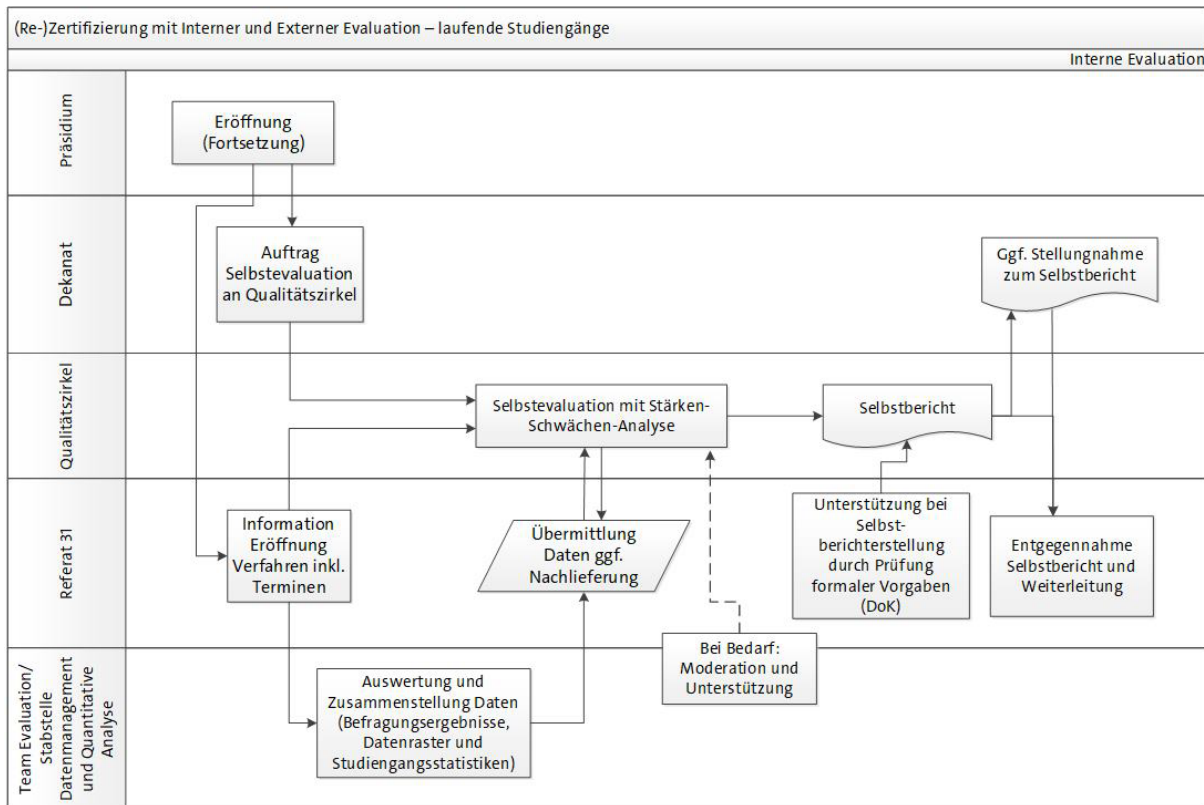 (Re-)Zertifizierung mit Interner und Externer Evaluation – laufende Studiengänge
Interne Evaluation
Präsidium
Eröffnung
(Fortsetzung)
Dekanat
Auftrag
Selbstevaluation
an Qualitätszirkel
Ggf. Stellungnahme
zum Selbstbericht
Qualitätszirkel
Selbstevaluation mit Stärken-
Schwächen-Analyse
Selbstbericht
Referat 31
Information
Eröffnung
Verfahren inkl.
Terminen
Übermittlung
Daten ggf.
Nachlieferung
Unterstützung bei
Selbst-
berichterstellung
durch Prüfung
formaler Vorgaben
(DoK)
Entgegennahme
Selbstbericht und
Weiterleitung
Bei Bedarf:
Moderation und
Unterstützung
Team Evaluation/
Stabstelle
Datenmanagement
und Quantitative
Analyse
Auswertung und
Zusammenstellung Daten
(Befragungsergebnisse,
Datenraster und
Studiengangsstatistiken)